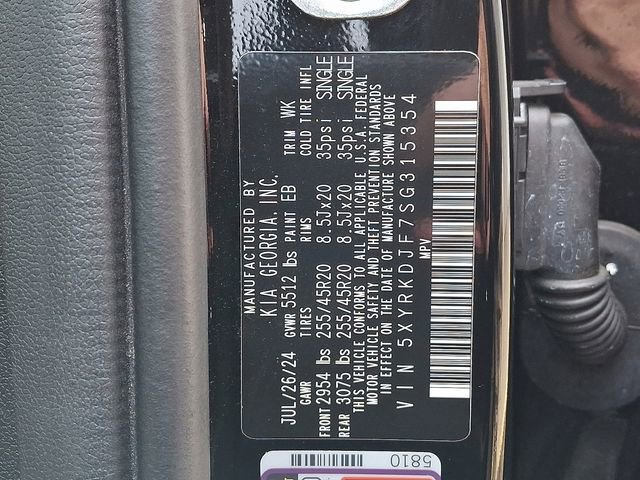 MANUFACTURED BY
KIA GEORGIA, INC.
JUL/26/24 GVWR 5512 lbs PAINT EB TRIM WK
GAWR TIRES RIMS COLD TIRE INFL
FRONT 2954 lbs 255/45R20 8.5Jx20 35psi SINGLE
REAR 3075 lbs 255/45R20 8.5Jx20 35psi SINGLE
THIS VEHICLE CONFORMS TO ALL APPLICABLE U.S.A. FEDERAL
MOTOR VEHICLE SAFETY AND THEFT PREVENTION STANDARDS
IN EFFECT ON THE DATE OF MANUFACTURE SHOWN ABOVE
VIN 5XYRKDJF7SG315354
MPV
5810